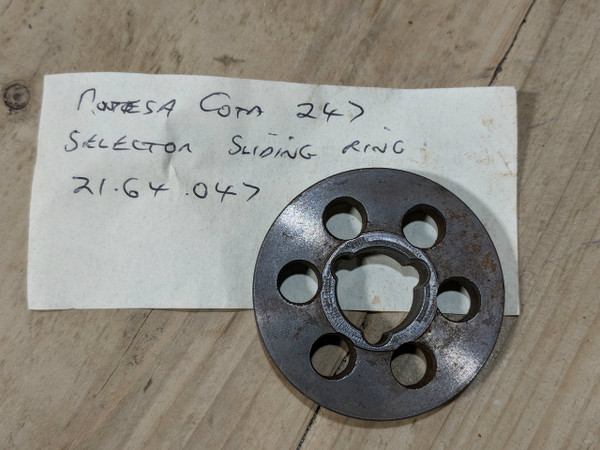 MONTESA COTA 247
SELECTOR SLIDING RING
21.64.047